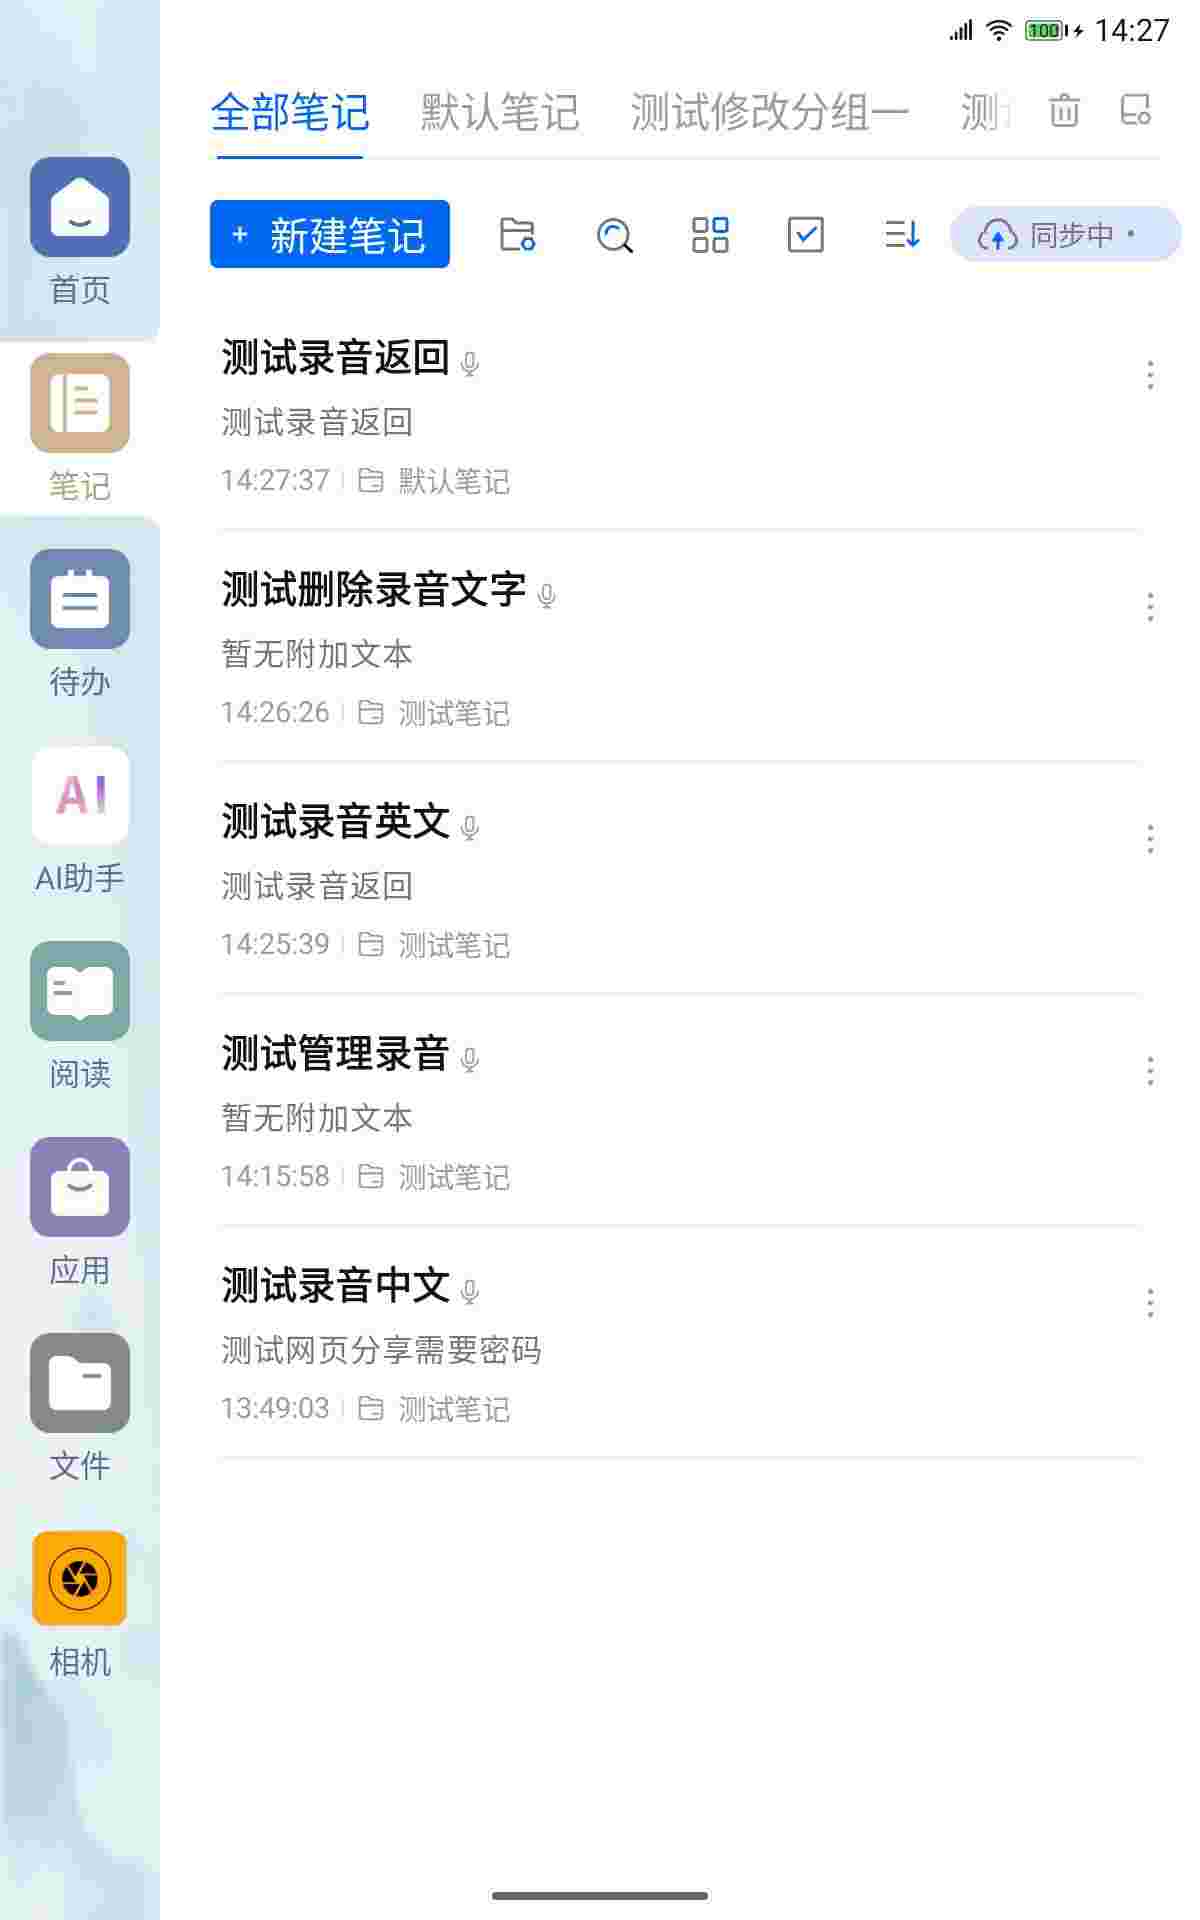 100 14:27
全部笔记 默认笔记 测试修改分组一 测
+ 新建笔记 同步中 ·
首页
笔记
待办
AI
AI助手
阅读
应用
文件
相机
测试录音返回
测试录音返回
14:27:37 默认笔记
测试删除录音文字
暂无附加文本
14:26:26 测试笔记
测试录音英文
测试录音返回
14:25:39 测试笔记
测试管理录音
暂无附加文本
14:15:58 测试笔记
测试录音中文
测试网页分享需要密码
13:49:03 测试笔记